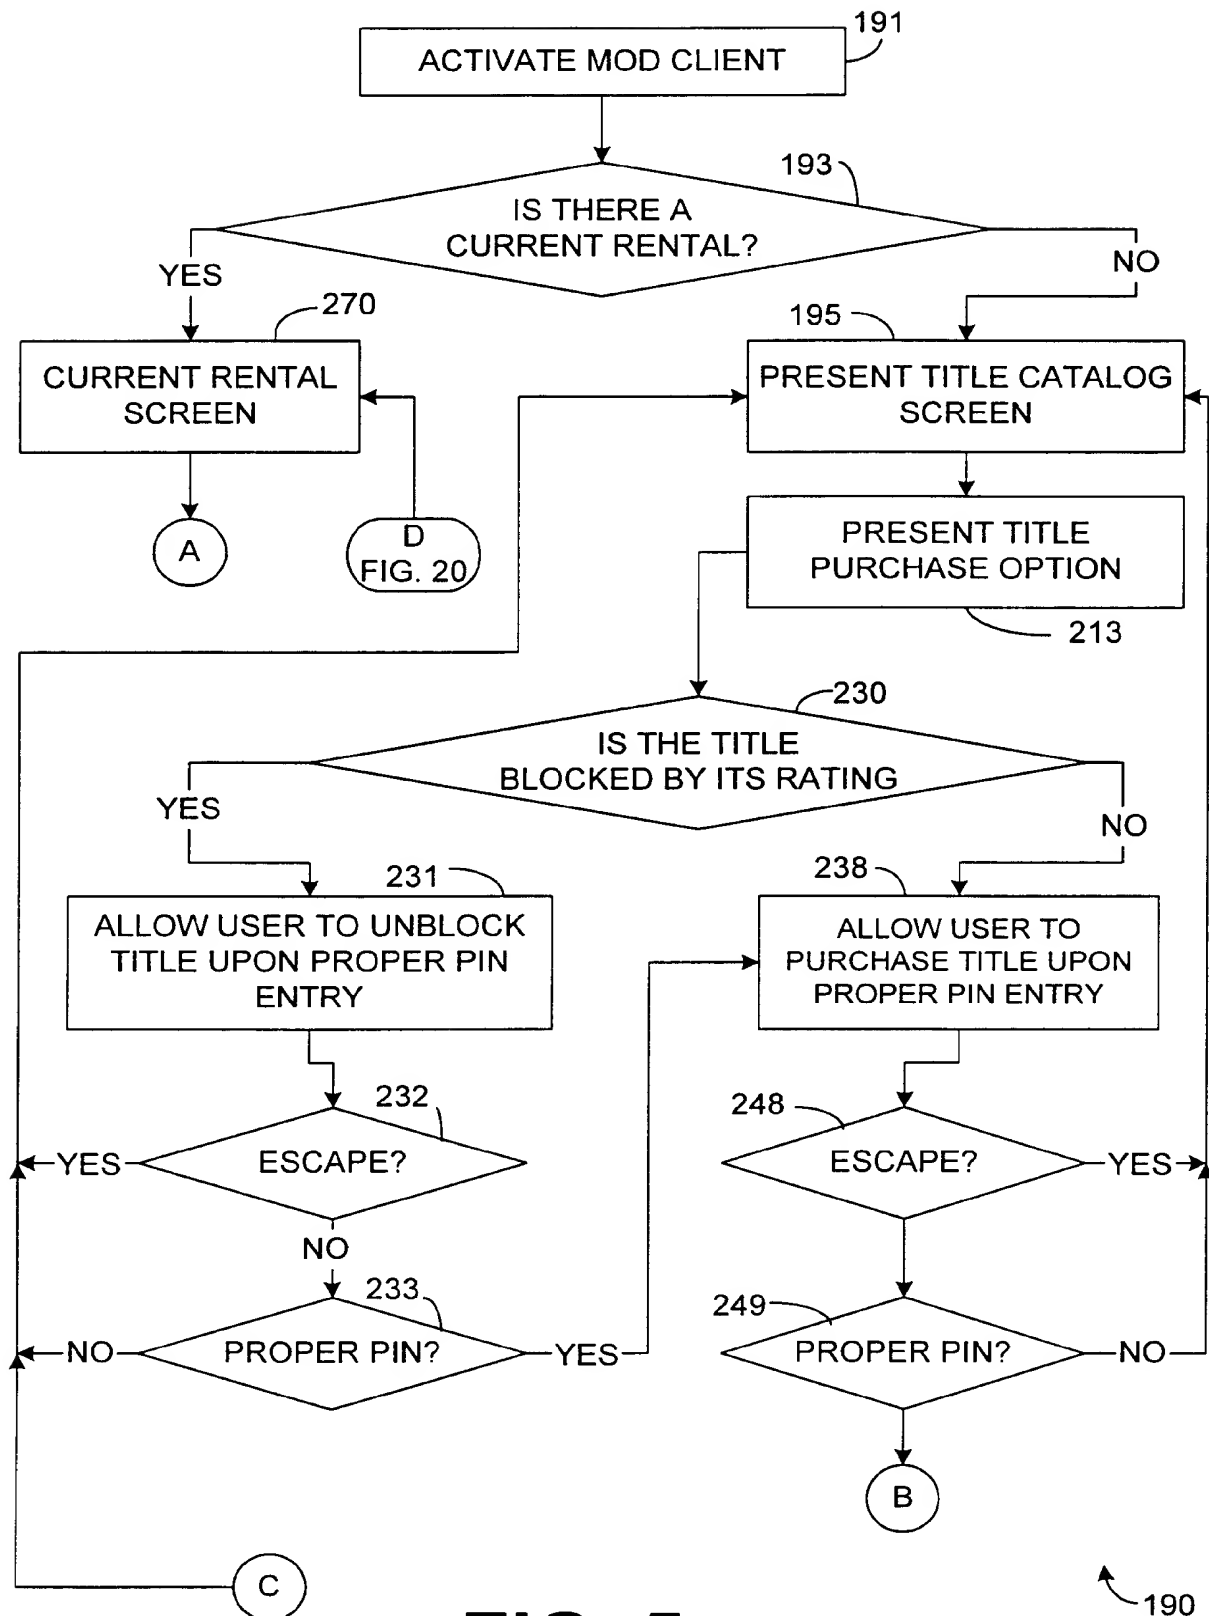 191
ACTIVATE MOD CLIENT
193
IS THERE A
CURRENT RENTAL?
YES
NO
270
195
CURRENT RENTAL
SCREEN
PRESENT TITLE CATALOG
SCREEN
A
D
FIG. 20
PRESENT TITLE
PURCHASE OPTION
213
230
IS THE TITLE
BLOCKED BY ITS RATING
YES
NO
231
238
ALLOW USER TO UNBLOCK
TITLE UPON PROPER PIN
ENTRY
ALLOW USER TO
PURCHASE TITLE UPON
PROPER PIN ENTRY
232
248
YES
ESCAPE?
ESCAPE?
YES
NO
233
249
NO
PROPER PIN?
YES
PROPER PIN?
NO
B
C
190